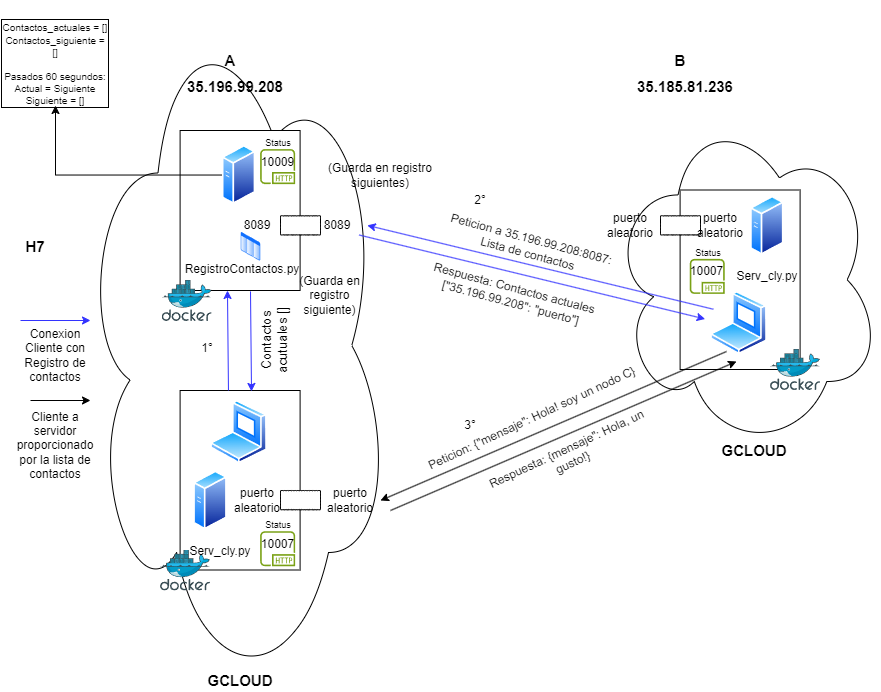 Contactos_actuales = []
Contactos_siguiente =
[]
Pasados 60 segundos:
Actual = Siguiente
Siguiente = []
A
35.196.99.208
B
35.185.81.236
Status
10009
HTTP
(Guarda en registro
siguientes)
8089
8089
RegistroContactos.py
docker
(Guarda en
registro
siguiente)
H7
Conexion
Cliente con
Registro de
contactos
Cliente a
servidor
proporcionado
por la lista de
contactos
1°
Contactos
acutuales []
2°
Peticion a 35.196.99.208:8087:
Lista de contactos
Respuesta: Contactos actuales
["35.196.99.208": "puerto"]
puerto
aleatorio
puerto
aleatorio
Status
10007
HTTP
Serv_cly.py
docker
GCLOUD
3°
Peticion: {"mensaje": Hola! soy un nodo C}
Respuesta: {mensaje": Hola, un
gusto!}
puerto
aleatorio
puerto
aleatorio
Status
10007
HTTP
Serv_cly.py
docker
GCLOUD